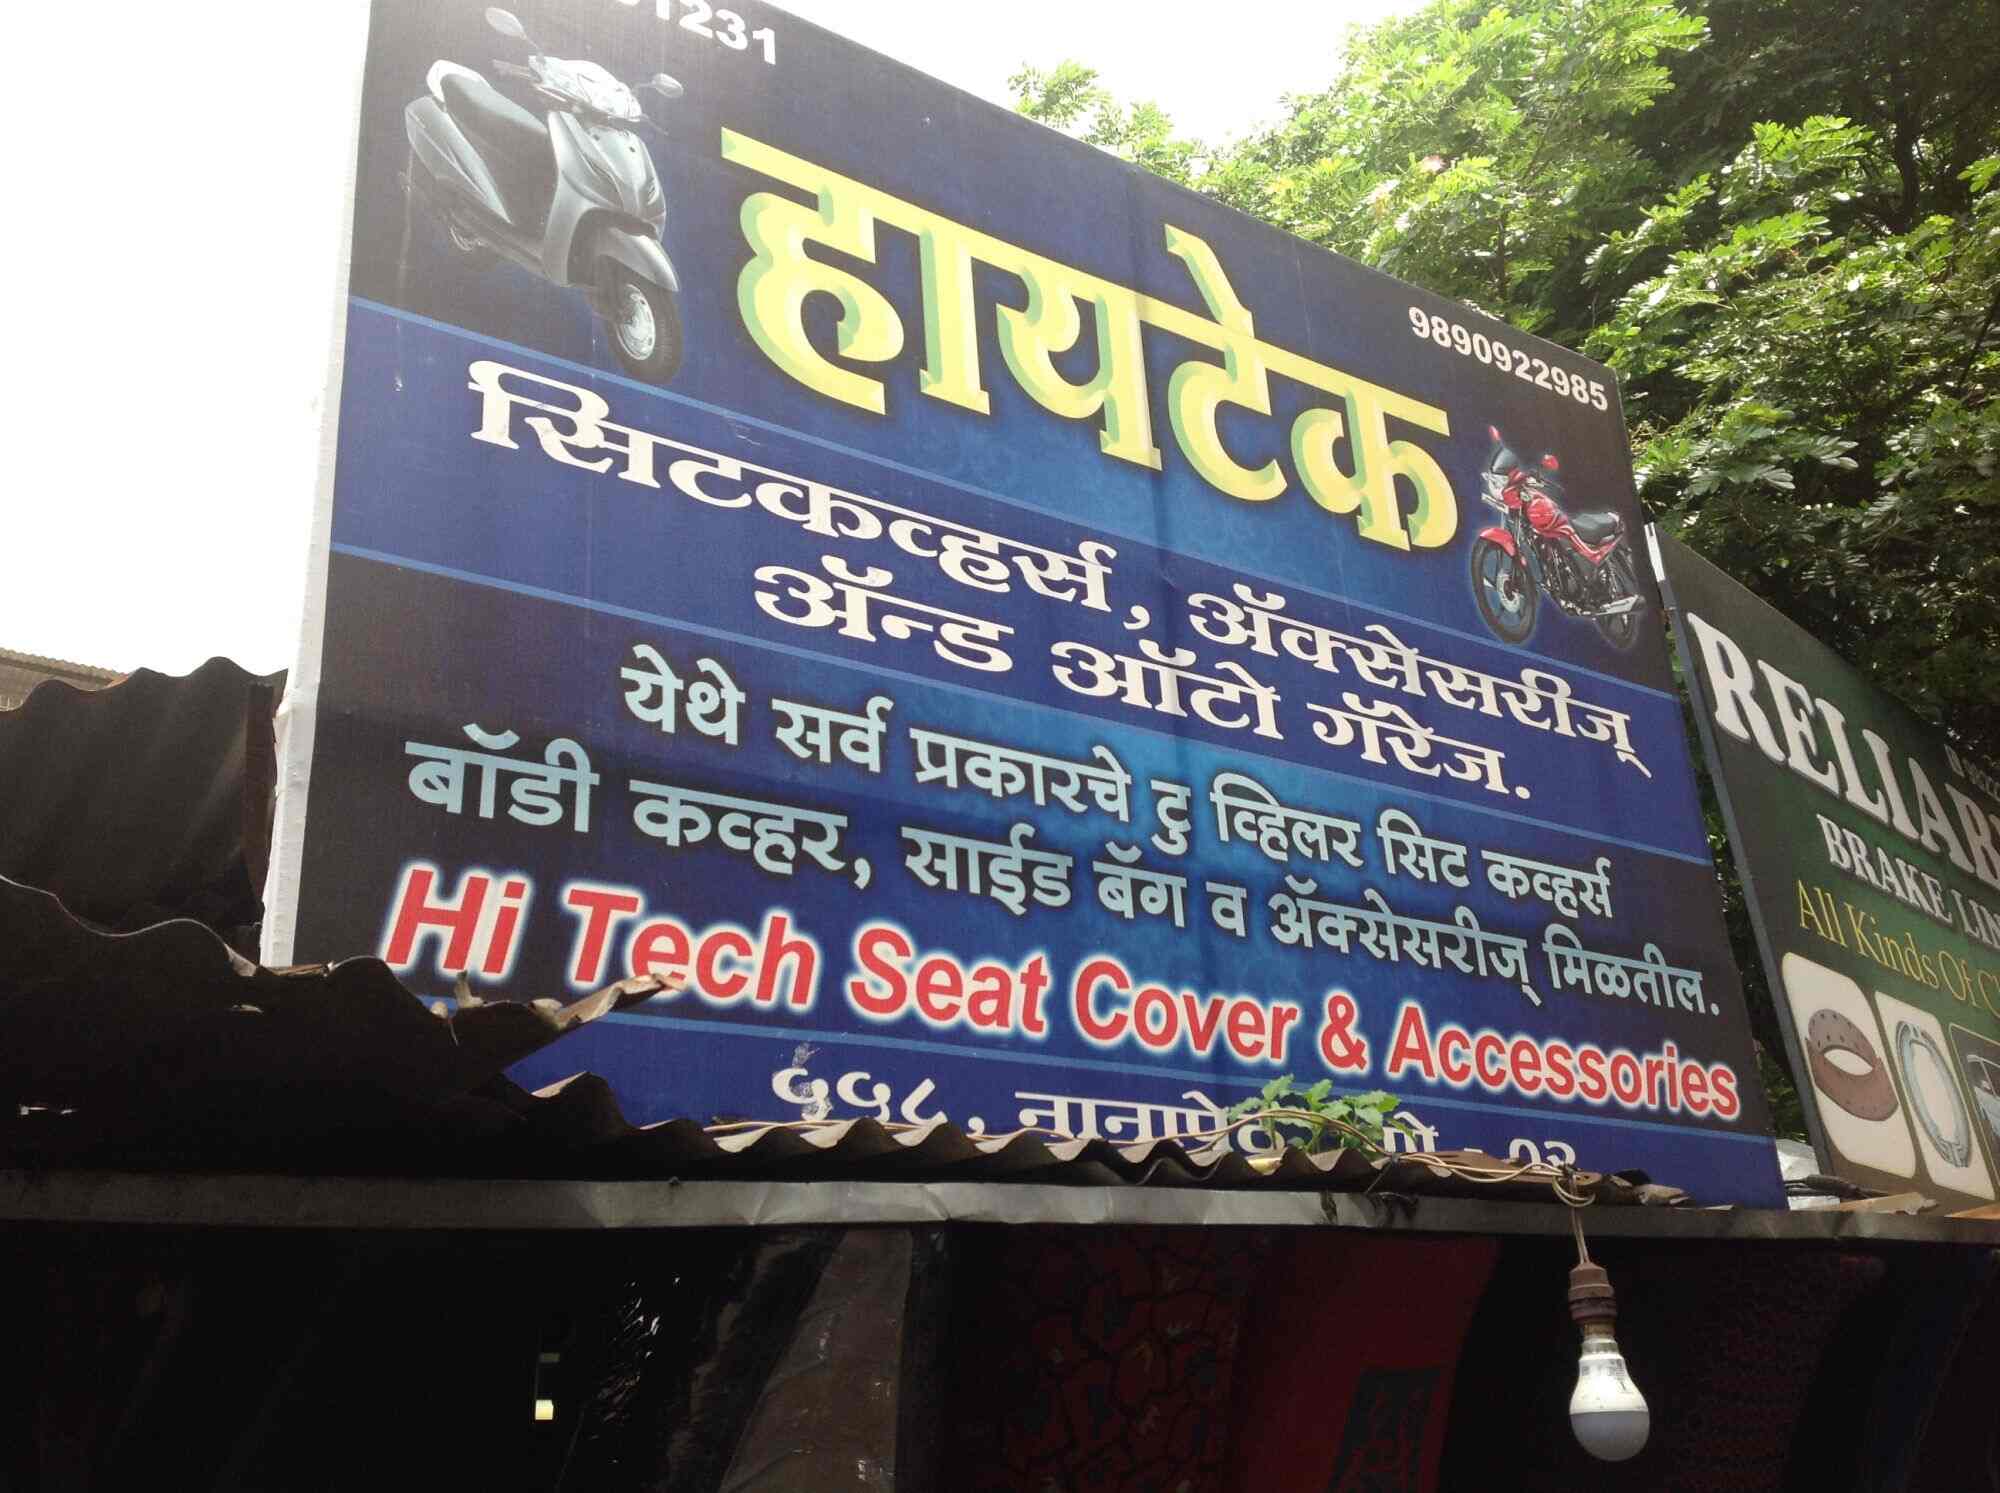 हायटेक
9890922985
सिटकव्हर्स, ॲक्सेसरीज्
ॲन्ड ऑटो गॅरेज.
येथे सर्व प्रकारचे टु व्हिलर सिट कव्हर्स
बॉडी कव्हर, साईड बॅग व ॲक्सेसरीज् मिळतील.
Hi Tech Seat Cover & Accessories
५५८, नानापेठ
RELIAB
BRAKE LIN
All Kinds Of